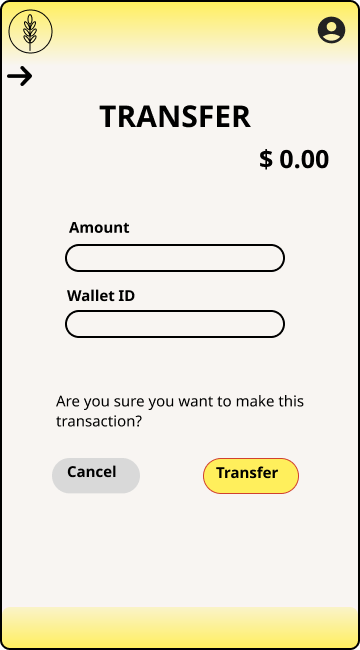 TRANSFER
$ 0.00
Amount
Wallet ID
Are you sure you want to make this
transaction?
Cancel
Transfer